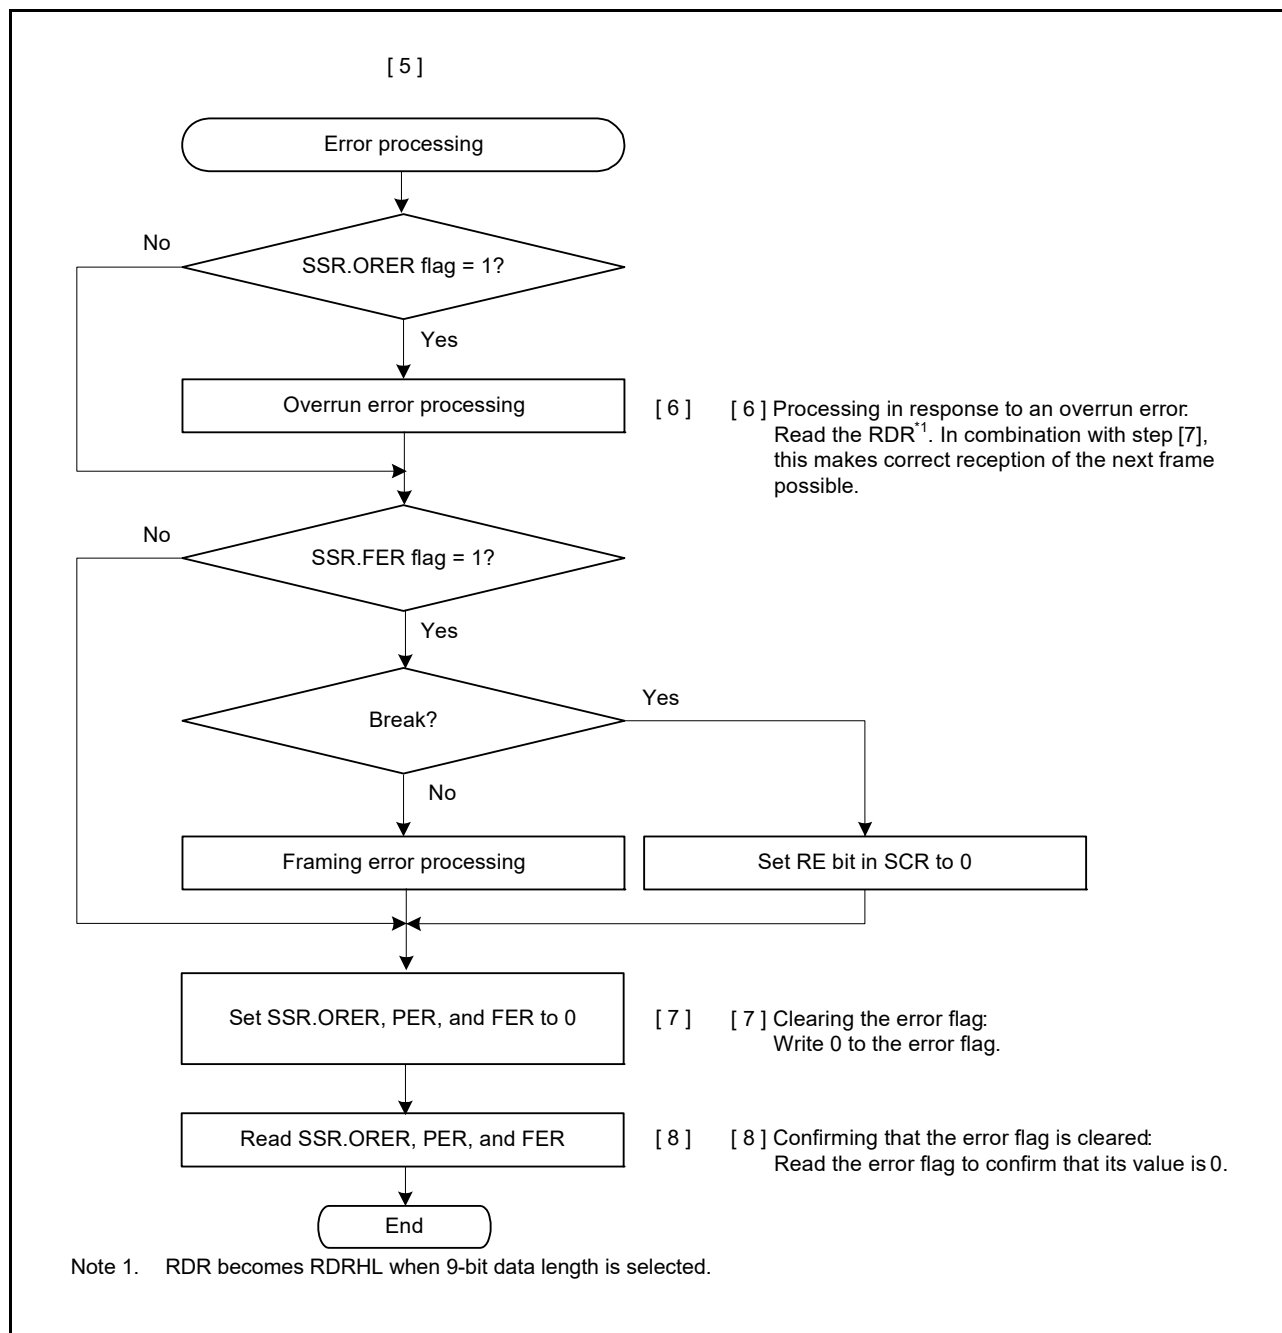 [ 5 ]
Error processing
No
SSR.ORER flag = 1?
Yes
Overrun error processing
[ 6 ]
[ 6 ] Processing in response to an overrun error:
Read the RDR*1. In combination with step [7],
this makes correct reception of the next frame
possible.
No
SSR.FER flag = 1?
Yes
Break?
Yes
No
Framing error processing
Set RE bit in SCR to 0
Set SSR.ORER, PER, and FER to 0
[ 7 ]
[ 7 ] Clearing the error flag:
Write 0 to the error flag.
Read SSR.ORER, PER, and FER
[ 8 ]
[ 8 ] Confirming that the error flag is cleared:
Read the error flag to confirm that its value is 0.
End
Note 1. RDR becomes RDRHL when 9-bit data length is selected.